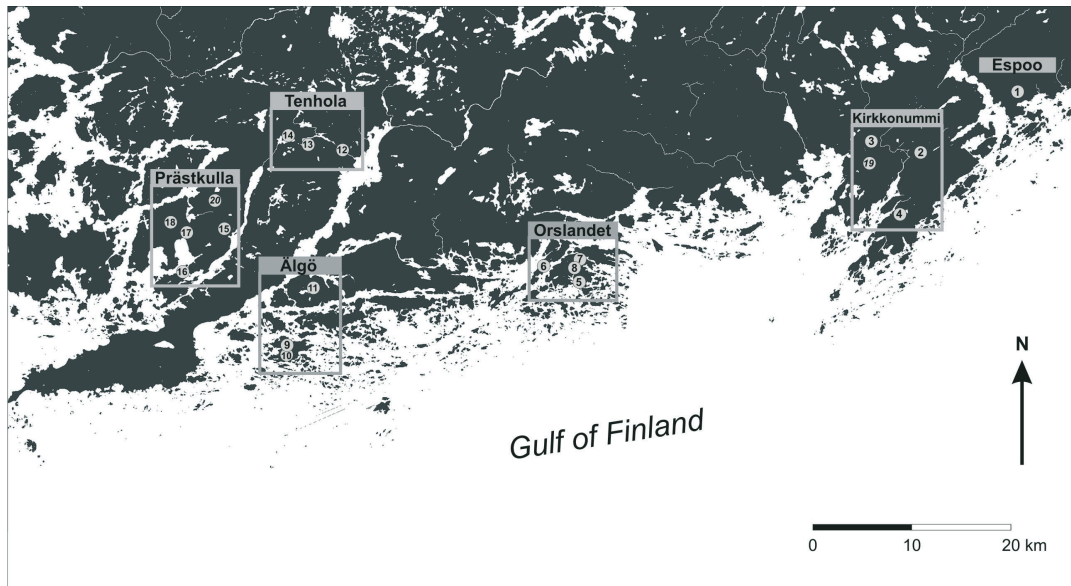 Espoo
1
Tenhola
14
13
12
Kirkkonummi
3
2
19
4
Prästkulla
20
18
17
15
16
Orslandet
7
6
8
5
Älgö
11
9
10
N
Gulf of Finland
0 10 20 km